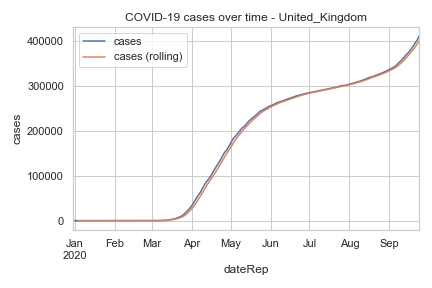 COVID-19 cases over time - United_Kingdom
cases
cases (rolling)
400000
300000
200000
100000
0
cases
Jan Feb Mar Apr May Jun Jul Aug Sep
2020
dateRep